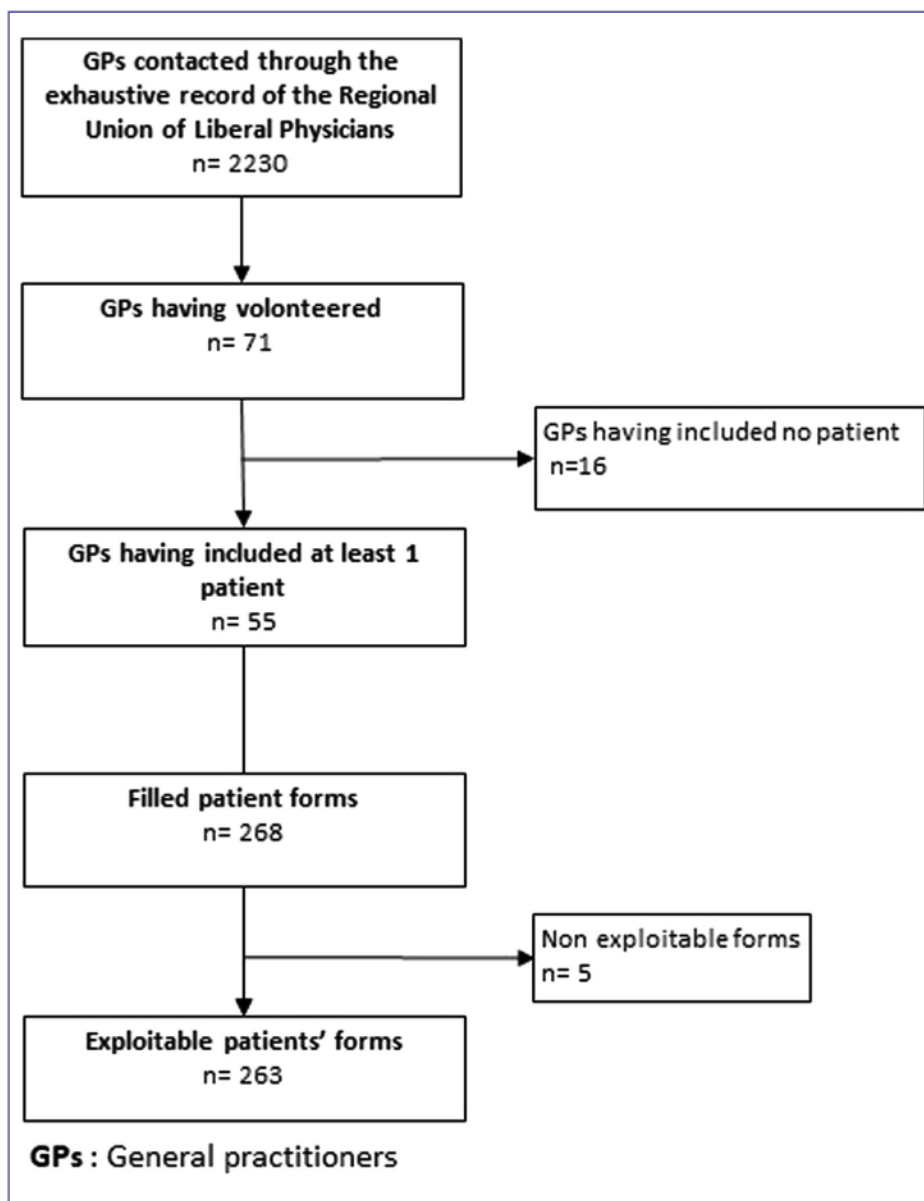 GPs contacted through the
exhaustive record of the Regional
Union of Liberal Physicians
n= 2230
GPs having volunteered
n= 71
GPs having included no patient
n=16
GPs having included at least 1
patient
n= 55
Filled patient forms
n= 268
Non exploitable forms
n= 5
Exploitable patients’ forms
n= 263
GPs : General practitioners